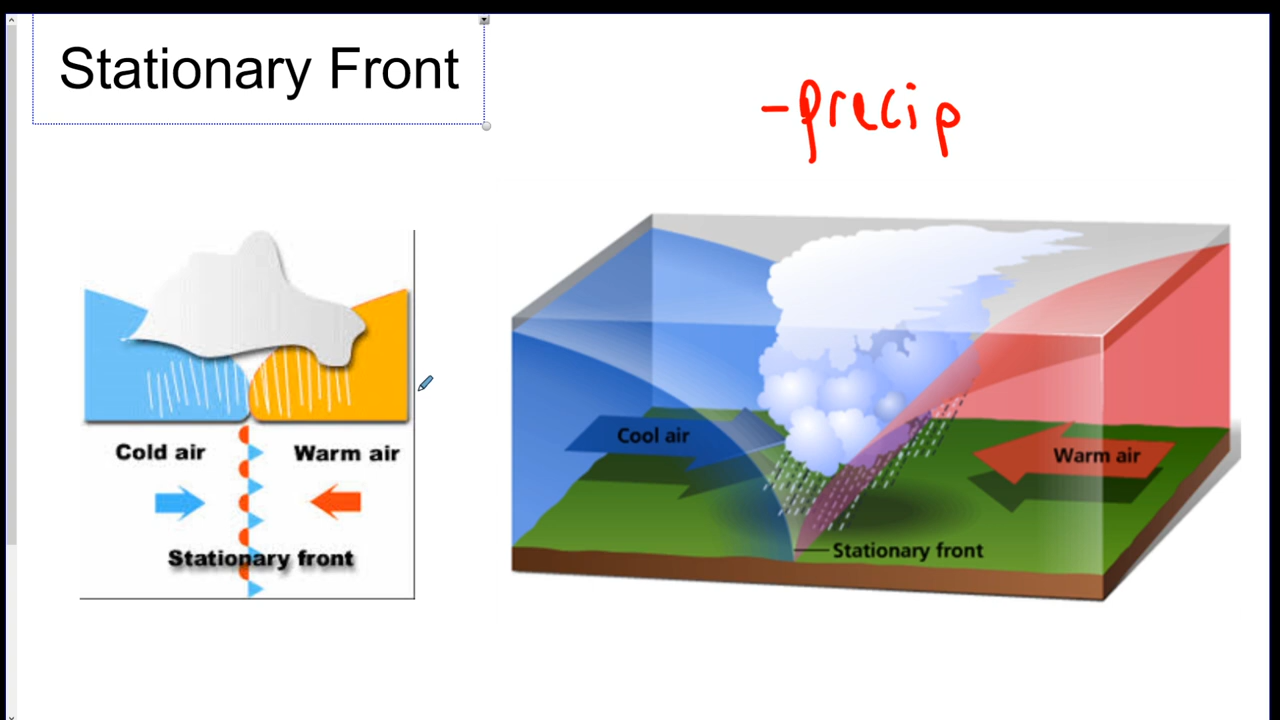 Stationary Front
-precip
Cold air
Warm air
Stationary front
Cool air
Warm air
Stationary front